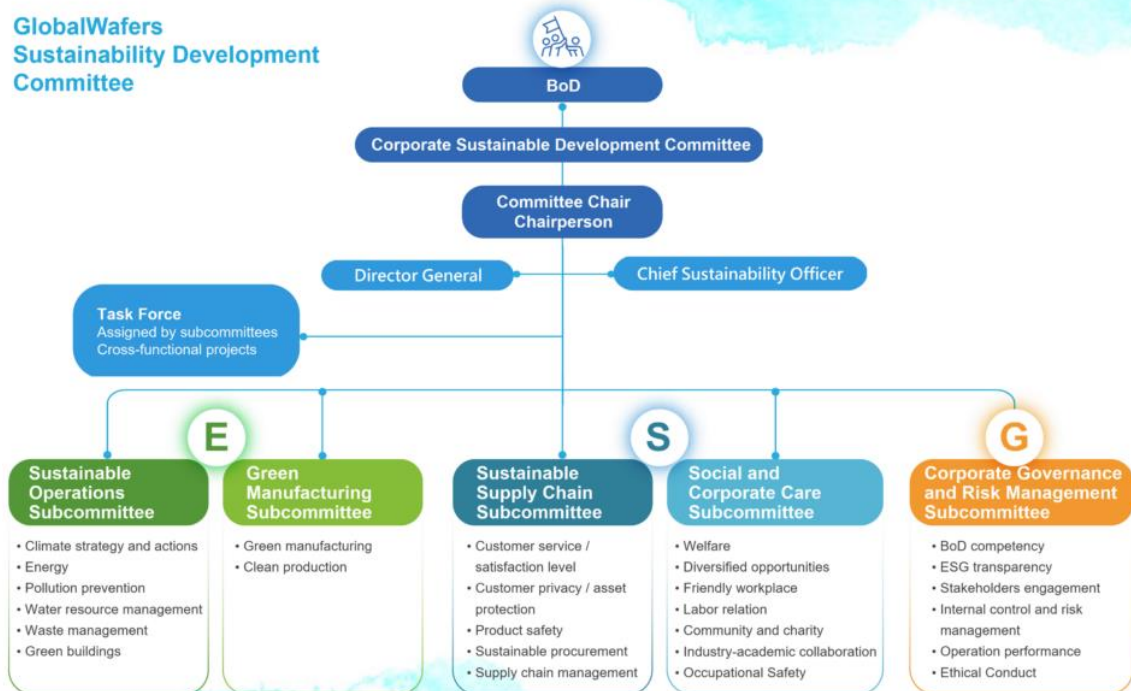 GlobalWafers
Sustainability Development
Committee
BoD
Corporate Sustainable Development Committee
Committee Chair
Chairperson
Director General
Chief Sustainability Officer
Task Force
Assigned by subcommittees
Cross-functional projects
E
S
G
Sustainable
Operations
Subcommittee
• Climate strategy and actions
• Energy
• Pollution prevention
• Water resource management
• Waste management
• Green buildings
Green
Manufacturing
Subcommittee
• Green manufacturing
• Clean production
Sustainable
Supply Chain
Subcommittee
• Customer service /
satisfaction level
• Customer privacy / asset
protection
• Product safety
• Sustainable procurement
• Supply chain management
Social and
Corporate Care
Subcommittee
• Welfare
• Diversified opportunities
• Friendly workplace
• Labor relation
• Community and charity
• Industry-academic collaboration
• Occupational Safety
Corporate Governance
and Risk Management
Subcommittee
• BoD competency
• ESG transparency
• Stakeholders engagement
• Internal control and risk
management
• Operation performance
• Ethical Conduct